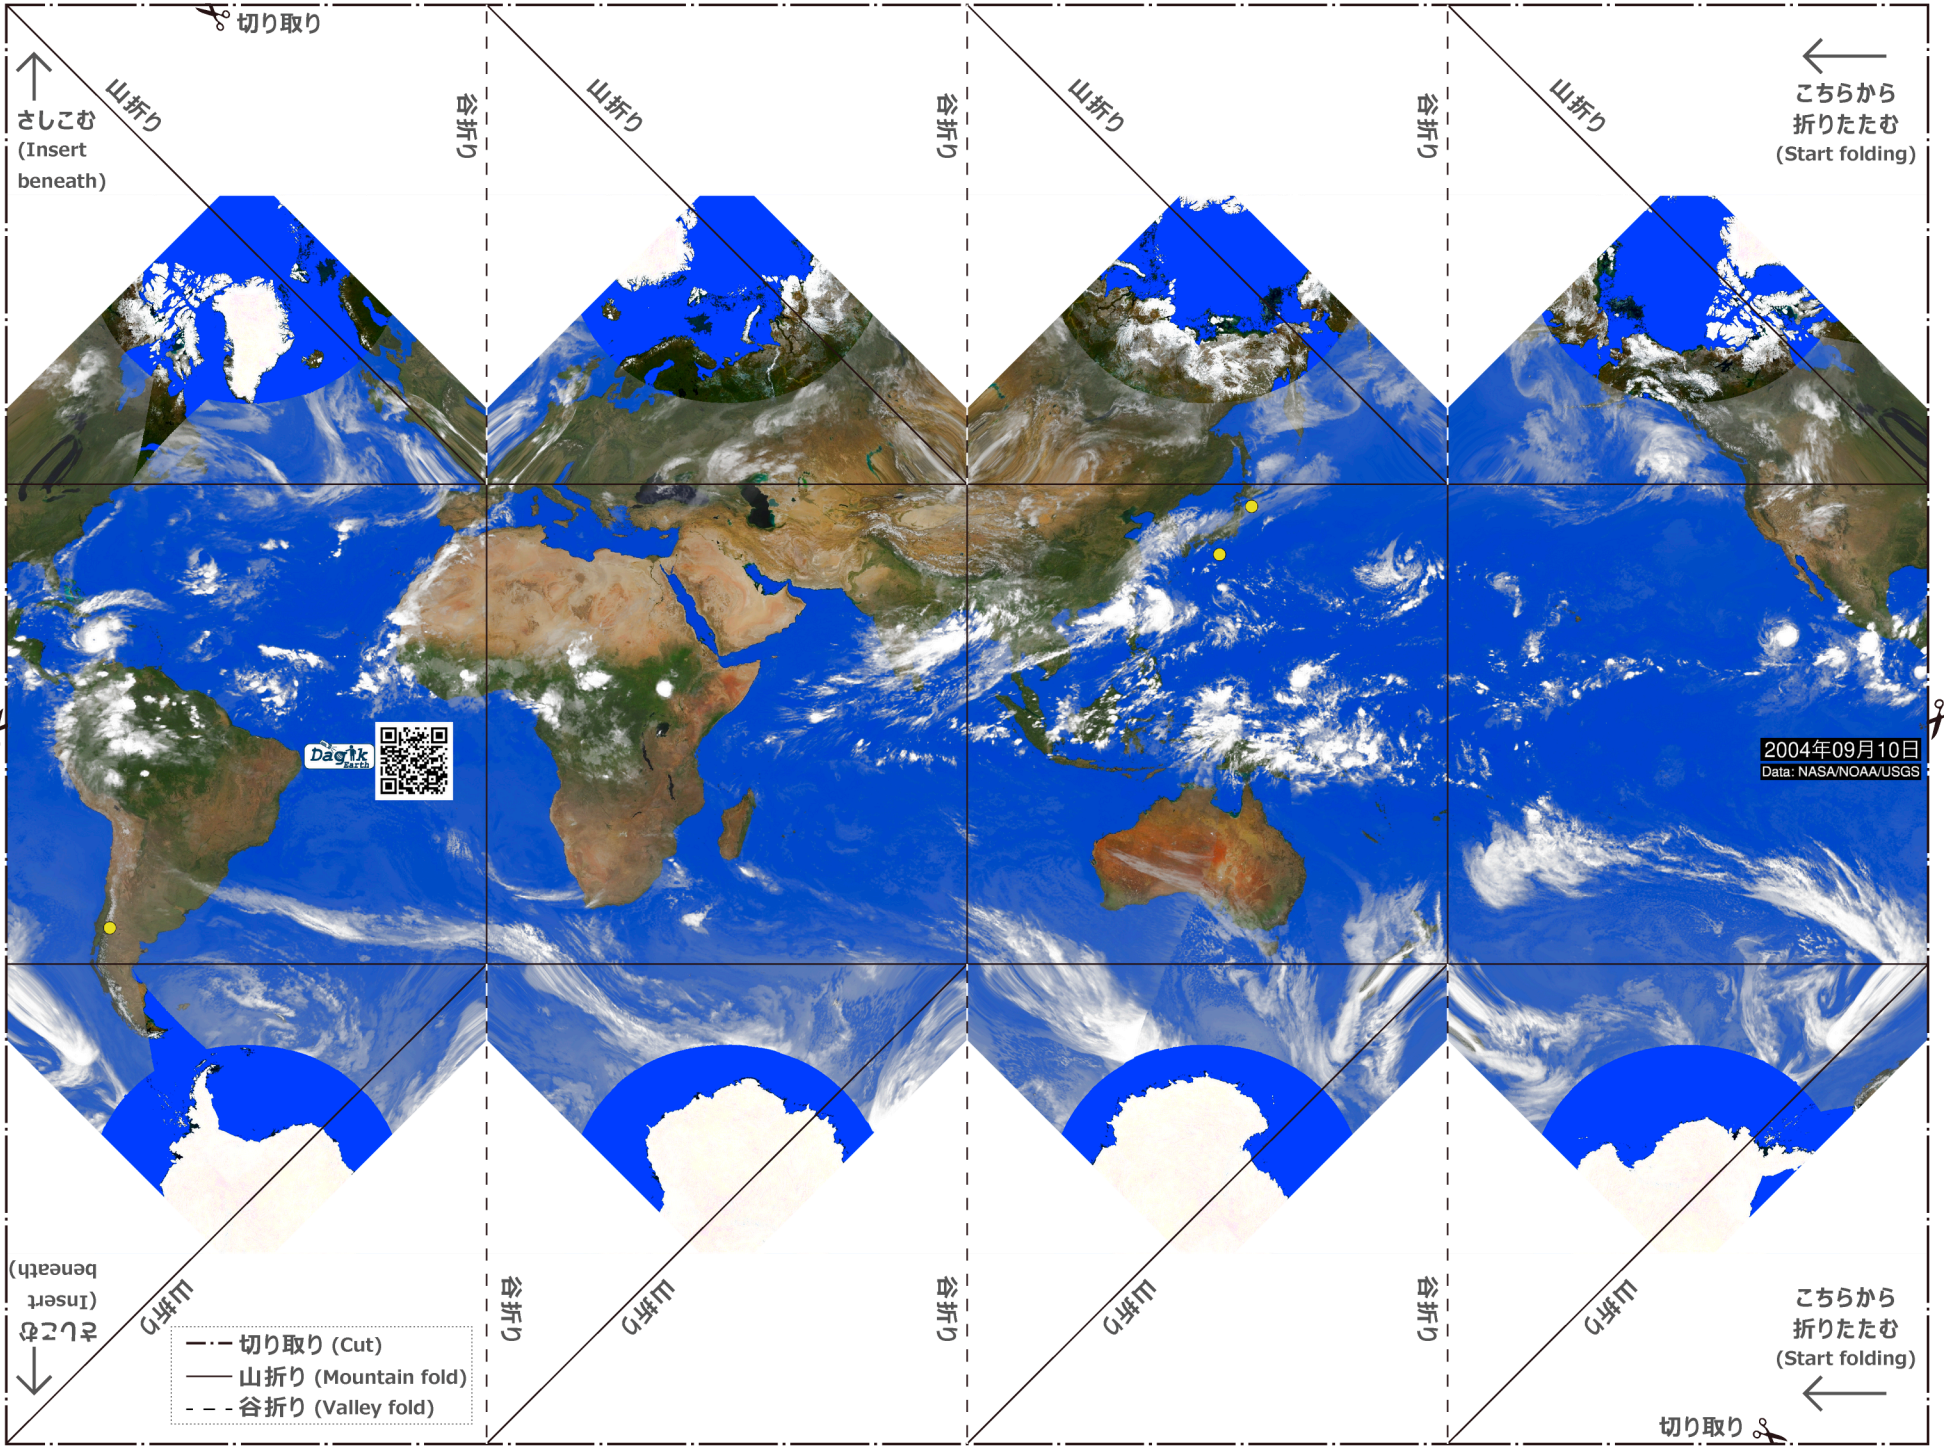 切り取り
山折り
谷折り
山折り
谷折り
山折り
谷折り
山折り
さしこむ
(Insert
beneath)
こちらから
折りたたむ
(Start folding)
Dagik
Earth
2004年09月10日
Data: NASA/NOAA/USGS
さしこむ
(Insert
beneath)
山折り
谷折り
山折り
谷折り
山折り
谷折り
山折り
こちらから
折りたたむ
(Start folding)
切り取り (Cut)
山折り (Mountain fold)
谷折り (Valley fold)
切り取り